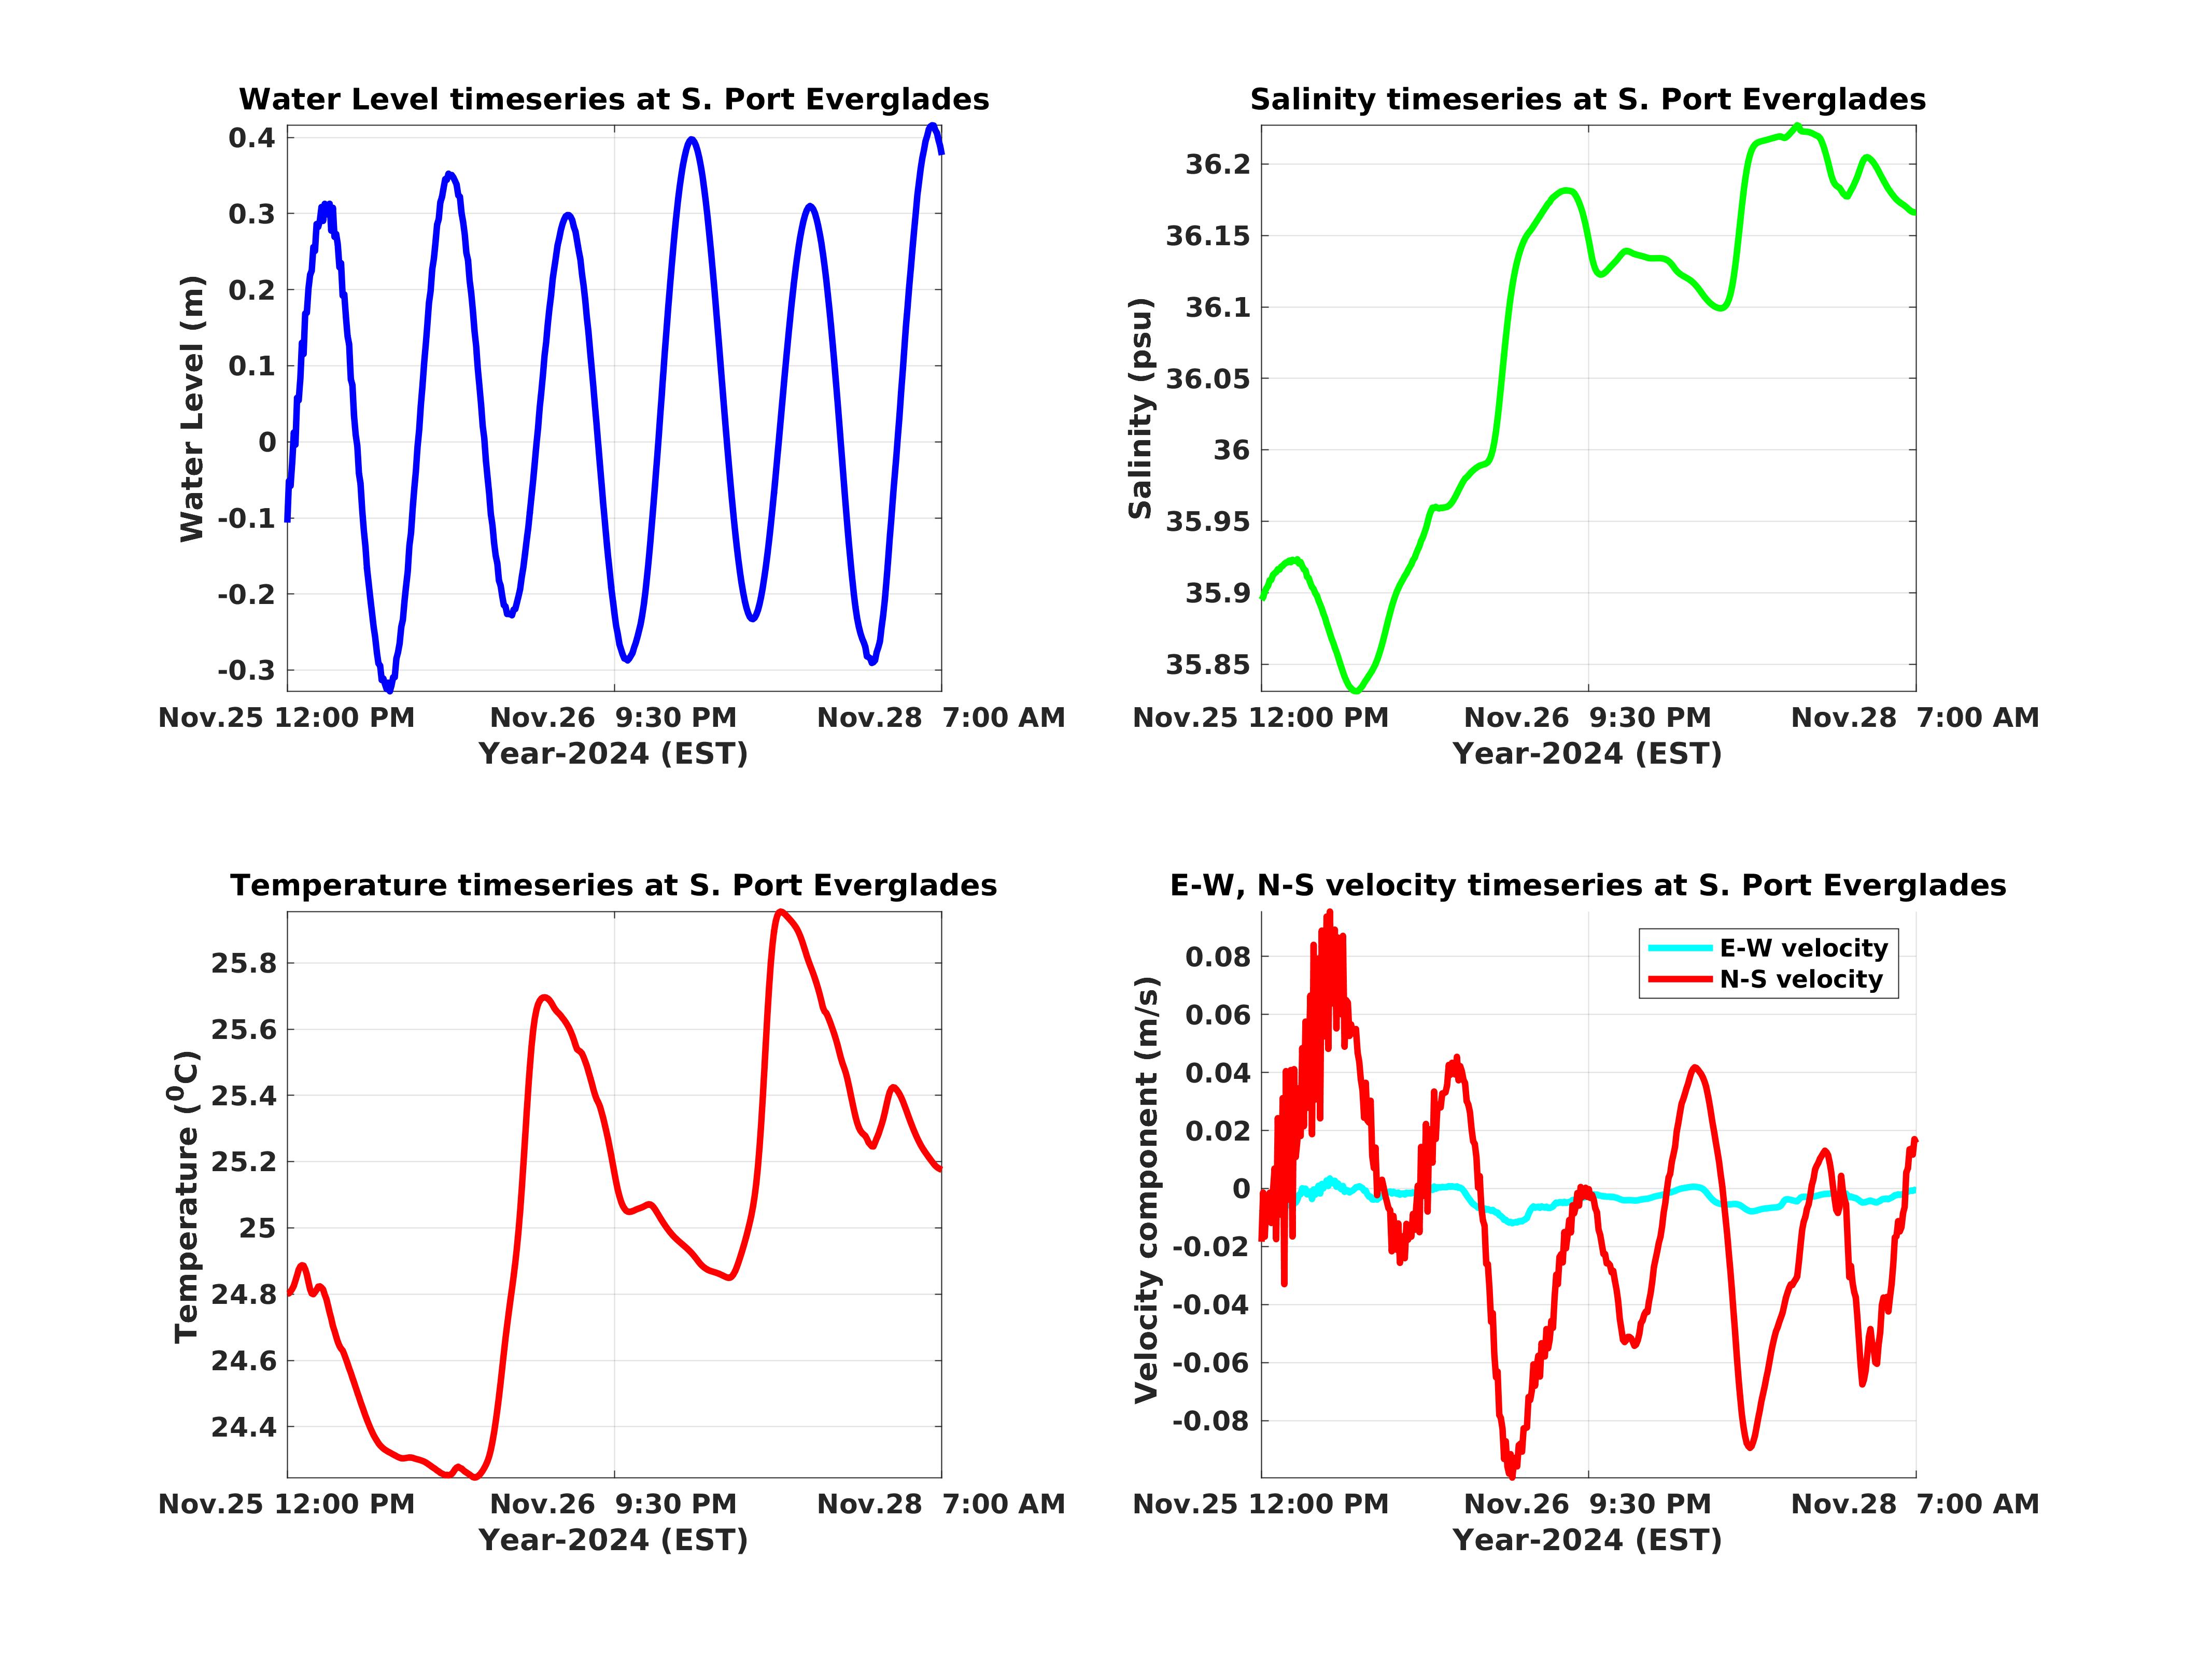 Water Level timeseries at S. Port Everglades
Water Level (m)
0.4
0.3
0.2
0.1
0
-0.1
-0.2
-0.3
Nov.25 12:00 PM
Nov.26 9:30 PM
Nov.28 7:00 AM
Year-2024 (EST)
Salinity timeseries at S. Port Everglades
Salinity (psu)
36.2
36.15
36.1
36.05
36
35.95
35.9
35.85
Nov.25 12:00 PM
Nov.26 9:30 PM
Nov.28 7:00 AM
Year-2024 (EST)
Temperature timeseries at S. Port Everglades
Temperature (⁰C)
25.8
25.6
25.4
25.2
25
24.8
24.6
24.4
Nov.25 12:00 PM
Nov.26 9:30 PM
Nov.28 7:00 AM
Year-2024 (EST)
E-W, N-S velocity timeseries at S. Port Everglades
Velocity component (m/s)
E-W velocity
N-S velocity
0.08
0.06
0.04
0.02
0
-0.02
-0.04
-0.06
-0.08
Nov.25 12:00 PM
Nov.26 9:30 PM
Nov.28 7:00 AM
Year-2024 (EST)